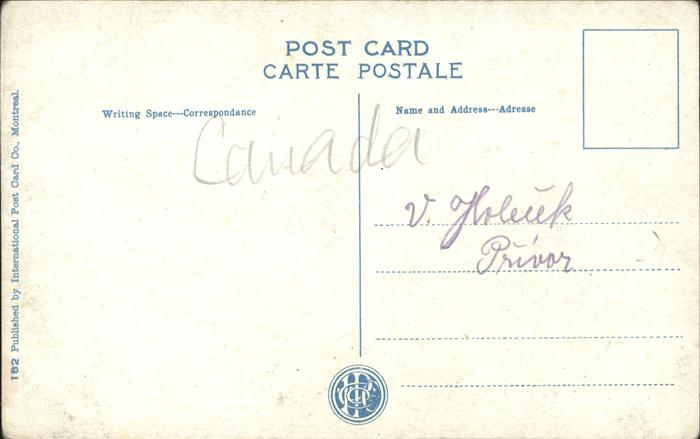 POST CARD
CARTE POSTALE
Writing Space---Correspondance
Name and Address---Adresse
Canada
V. Holeček
Přívoz
182 Published by International Post Card Co., Montreal.